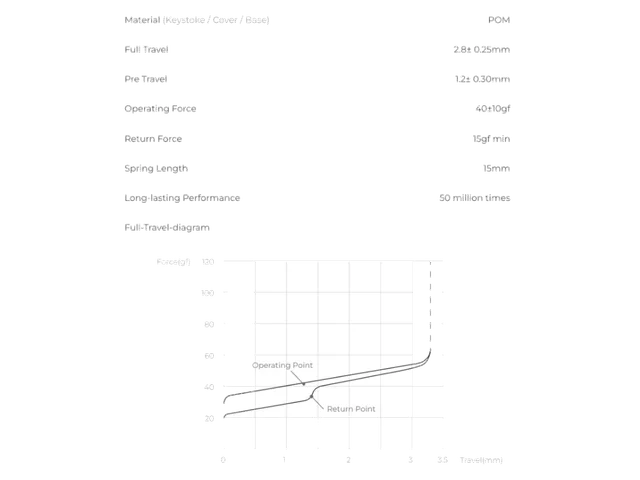 Material (Keystoke / Cover / Base) POM
Full Travel 2.8± 0.25mm
Pre Travel 1.2± 0.30mm
Operating Force 40±10gf
Return Force 15gf min
Spring Length 15mm
Long-lasting Performance 50 million times
Full-Travel-diagram
Force(gf) 120
100
80
60
Operating Point
40
Return Point
20
0 1 2 3 3.5 Travel(mm)